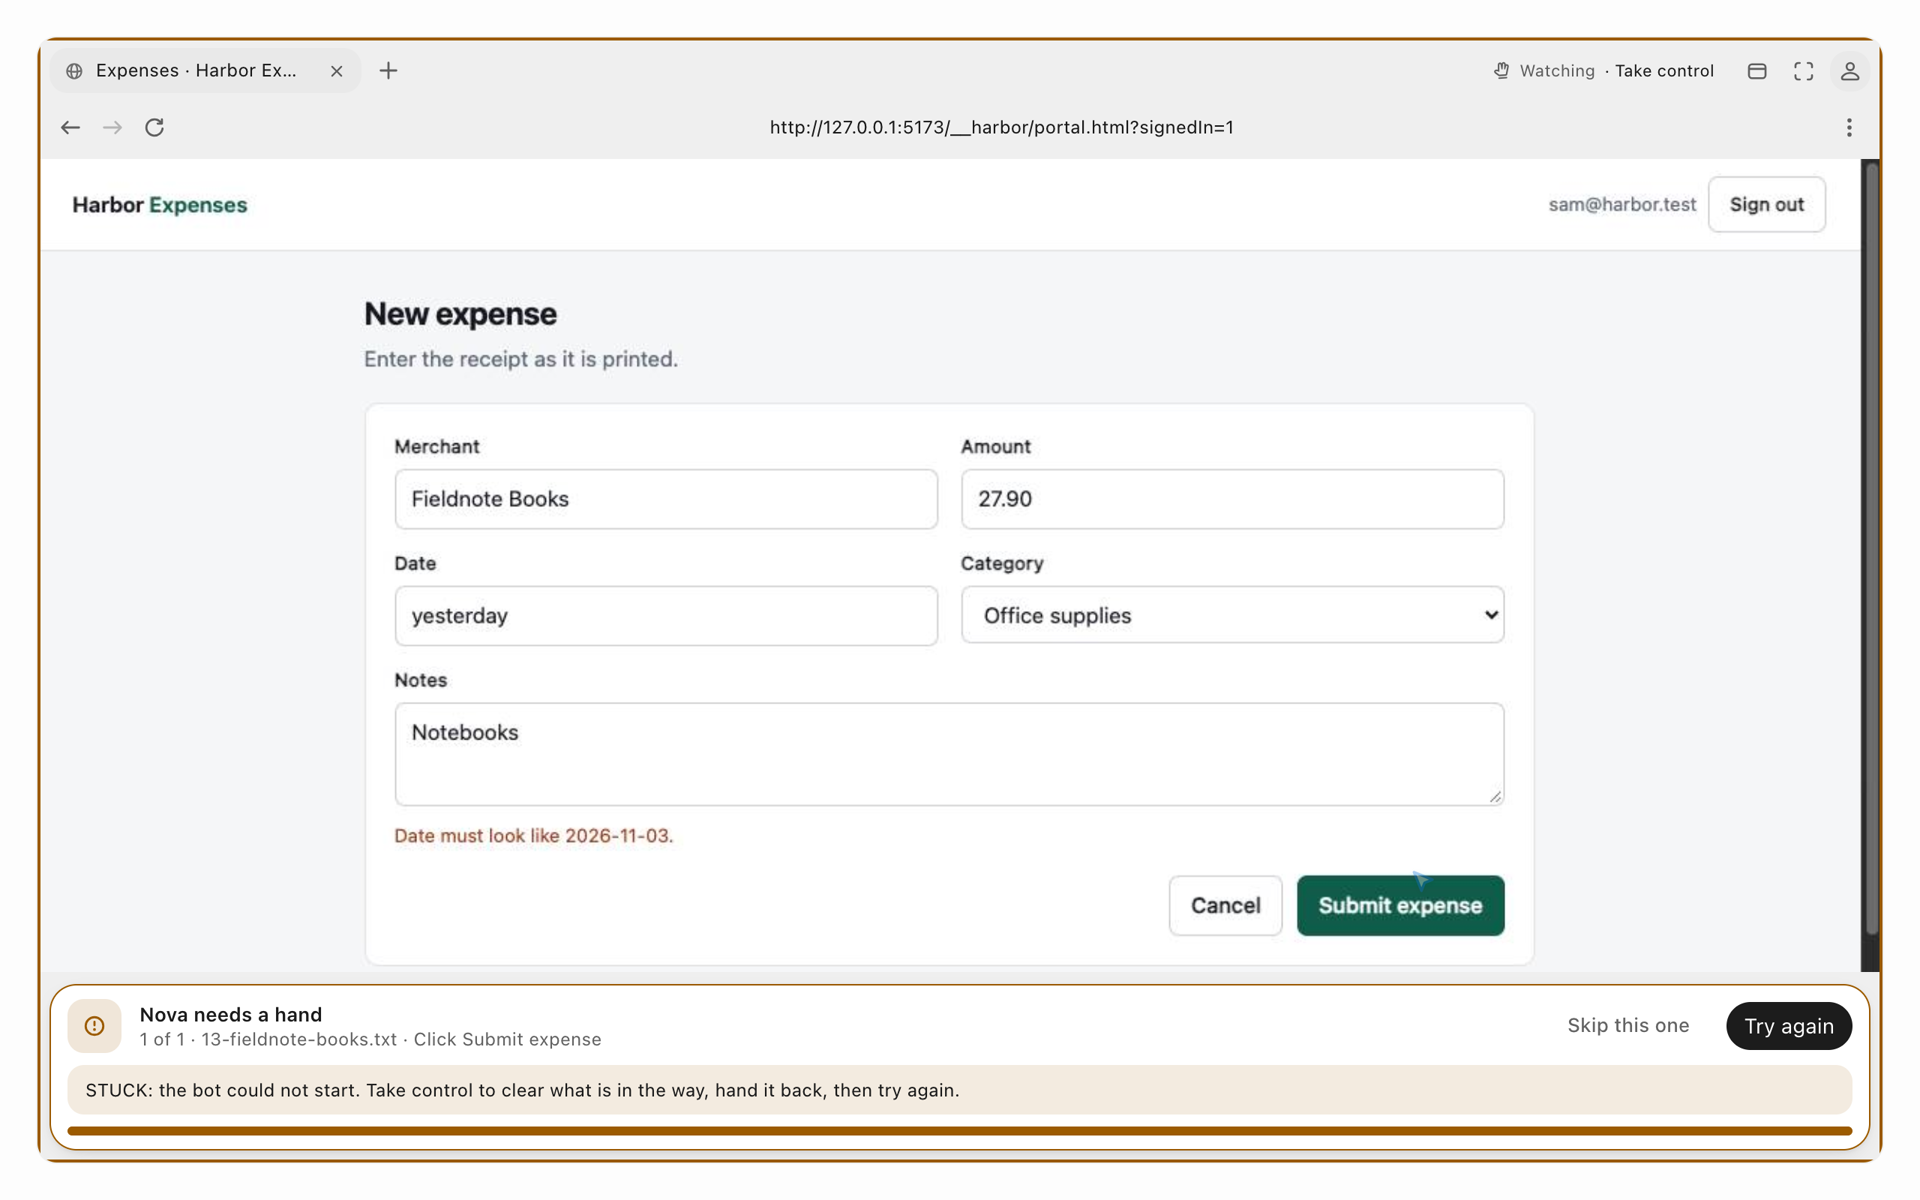 Expenses · Harbor Ex...
Watching · Take control
http://127.0.0.1:5173/__harbor/portal.html?signedIn=1
Harbor Expenses
sam@harbor.test
Sign out
New expense
Enter the receipt as it is printed.
Merchant
Amount
Fieldnote Books
27.90
Date
Category
yesterday
Office supplies
Notes
Notebooks
Date must look like 2026-11-03.
Cancel
Submit expense
Nova needs a hand
1 of 1 · 13-fieldnote-books.txt · Click Submit expense
Skip this one
Try again
STUCK: the bot could not start. Take control to clear what is in the way, hand it back, then try again.